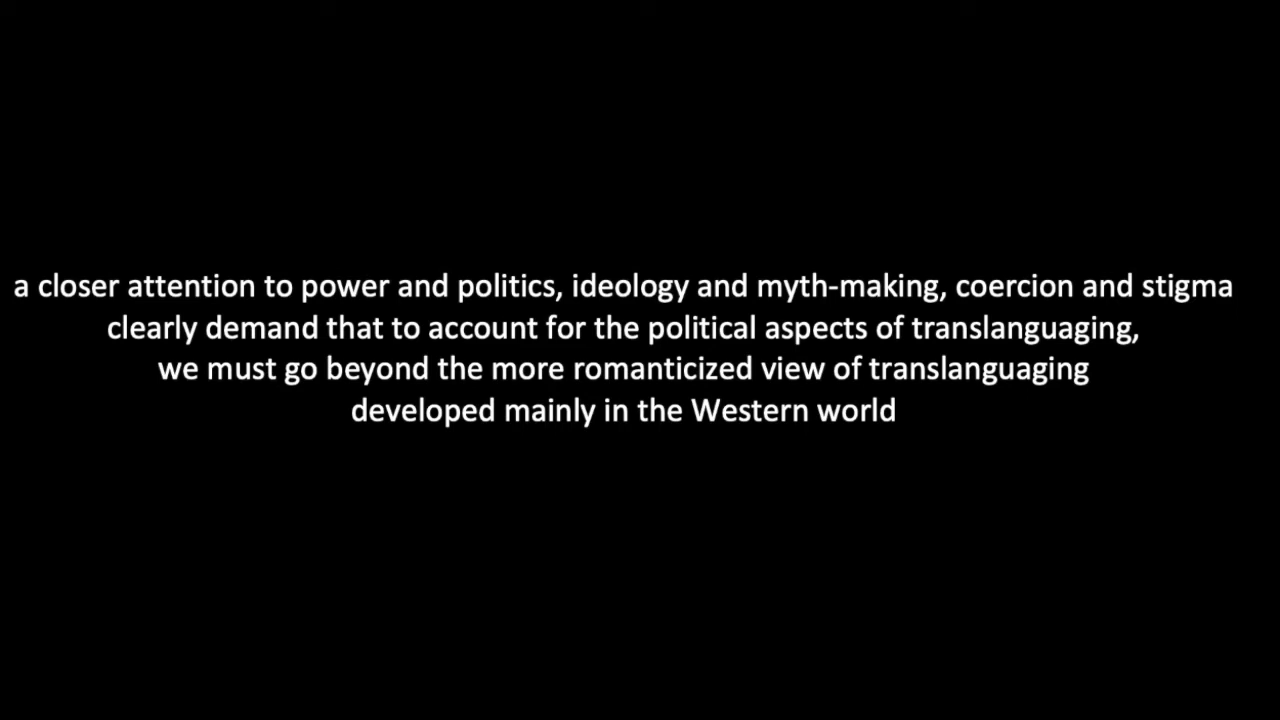 a closer attention to power and politics, ideology and myth-making, coercion and stigma
clearly demand that to account for the political aspects of translanguaging,
we must go beyond the more romanticized view of translanguaging
developed mainly in the Western world